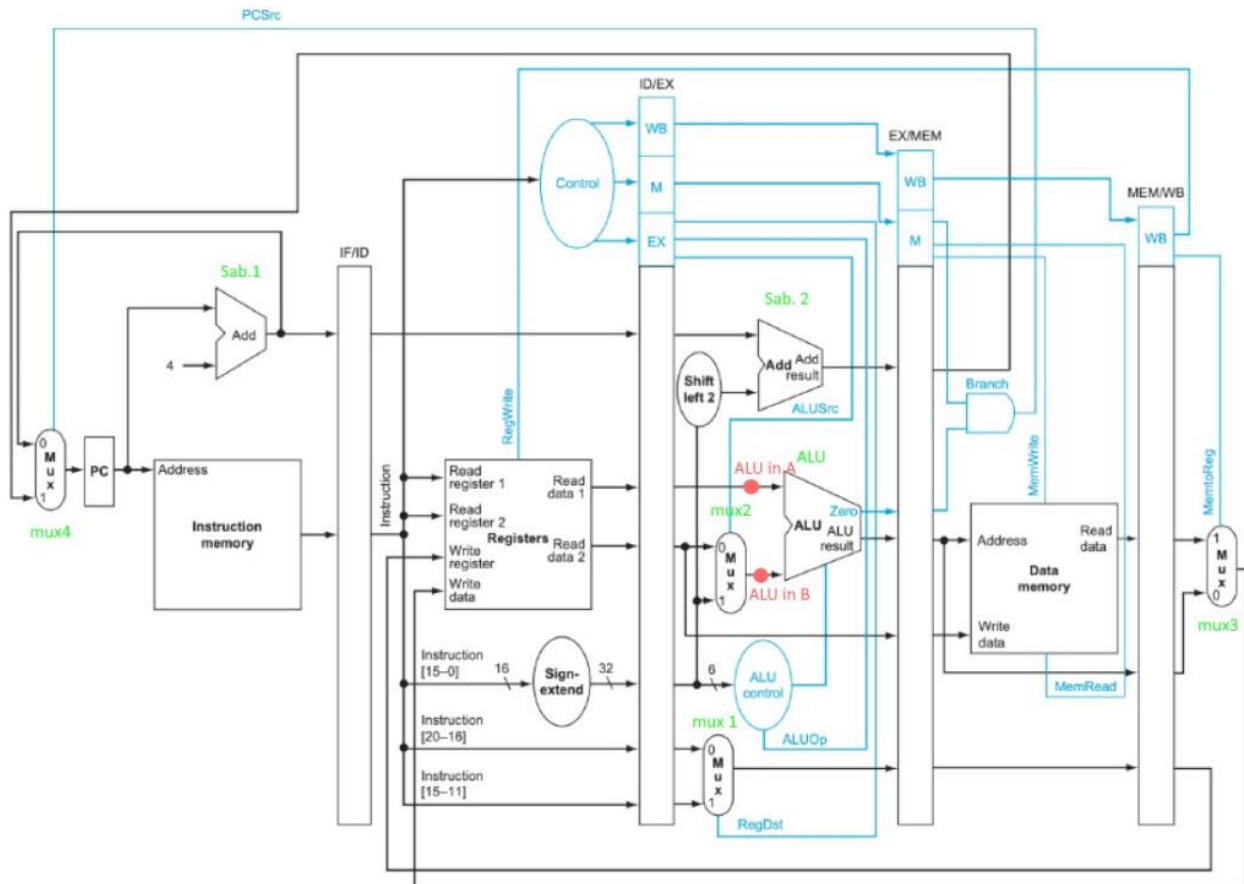 PCSrc
ID/EX
WB
EX/MEM
Control
M
WB
MEM/WB
EX
M
WB
IF/ID
Sab.1
Sab. 2
Add
4
Add
Add
result
Shift
left 2
Branch
ALUSrc
RegWrite
MemWrite
MemtoReg
0
M
u
x
1
mux4
PC
Address
Instruction
memory
Instruction
Read
register 1
Read
register 2
Write
register
Write
data
Registers
Read
data 1
Read
data 2
ALU in A
ALU
mux2
0
M
u
x
1
ALU in B
Zero
ALU
ALU
result
Address
Read
data
Data
memory
Write
data
1
M
u
x
0
mux3
MemRead
Instruction
[15–0]
16
Sign-
extend
32
6
ALU
control
ALUOp
Instruction
[20–16]
mux 1
0
M
u
x
1
Instruction
[15–11]
RegDst